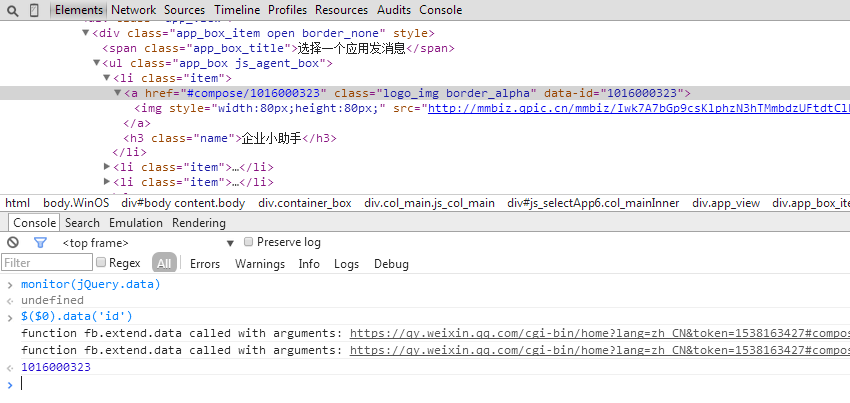 Elements Network Sources Timeline Profiles Resources Audits Console
<div class="app_box_item open border_none" style>
<span class="app_box_title">选择一个应用发消息</span>
<ul class="app_box js_agent_box">
<li class="item">
<a href="#compose/1016000323" class="logo_img border_alpha" data-id="1016000323">
<img style="width:80px;height:80px;" src="http://mmbiz.qpic.cn/mmbiz/Iwk7A7bGp9csKlphzN3hTMmbdzUFtdtCl
</a>
<h3 class="name">企业小助手</h3>
</li>
<li class="item">…</li>
<li class="item">…</li>
html body.WinOS div#body content.body div.container_box div.col_main.js_col_main div#js_selectApp6.col_mainInner div.app_view div.app_box_ite
Console Search Emulation Rendering
<top frame> ▼ Preserve log
Filter Regex All Errors Warnings Info Logs Debug
monitor(jQuery.data)
undefined
$($0).data('id')
function fb.extend.data called with arguments: https://qy.weixin.qq.com/cgi-bin/home?lang=zh_CN&token=1538163427#compos
function fb.extend.data called with arguments: https://qy.weixin.qq.com/cgi-bin/home?lang=zh_CN&token=1538163427#compos
1016000323